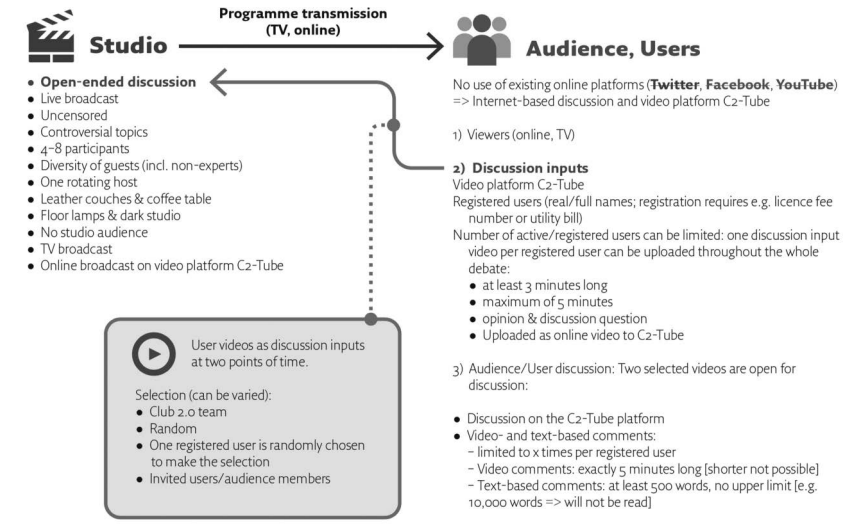 Programme transmission
(TV, online)
Studio
Audience, Users
• Open-ended discussion
• Live broadcast
• Uncensored
• Controversial topics
• 4–8 participants
• Diversity of guests (incl. non-experts)
• One rotating host
• Leather couches & coffee table
• Floor lamps & dark studio
• No studio audience
• TV broadcast
• Online broadcast on video platform C2-Tube
User videos as discussion inputs
at two points of time.
Selection (can be varied):
• Club 2.0 team
• Random
• One registered user is randomly chosen
to make the selection
• Invited users/audience members
No use of existing online platforms (Twitter, Facebook, YouTube)
=> Internet-based discussion and video platform C2-Tube
1) Viewers (online, TV)
2) Discussion inputs
Video platform C2-Tube
Registered users (real/full names; registration requires e.g. licence fee
number or utility bill)
Number of active/registered users can be limited: one discussion input
video per registered user can be uploaded throughout the whole
debate:
• at least 3 minutes long
• maximum of 5 minutes
• opinion & discussion question
• Uploaded as online video to C2-Tube
3) Audience/User discussion: Two selected videos are open for
discussion:
• Discussion on the C2-Tube platform
• Video- and text-based comments:
– limited to x times per registered user
– Video comments: exactly 5 minutes long [shorter not possible]
– Text-based comments: at least 500 words, no upper limit [e.g.
10,000 words => will not be read]